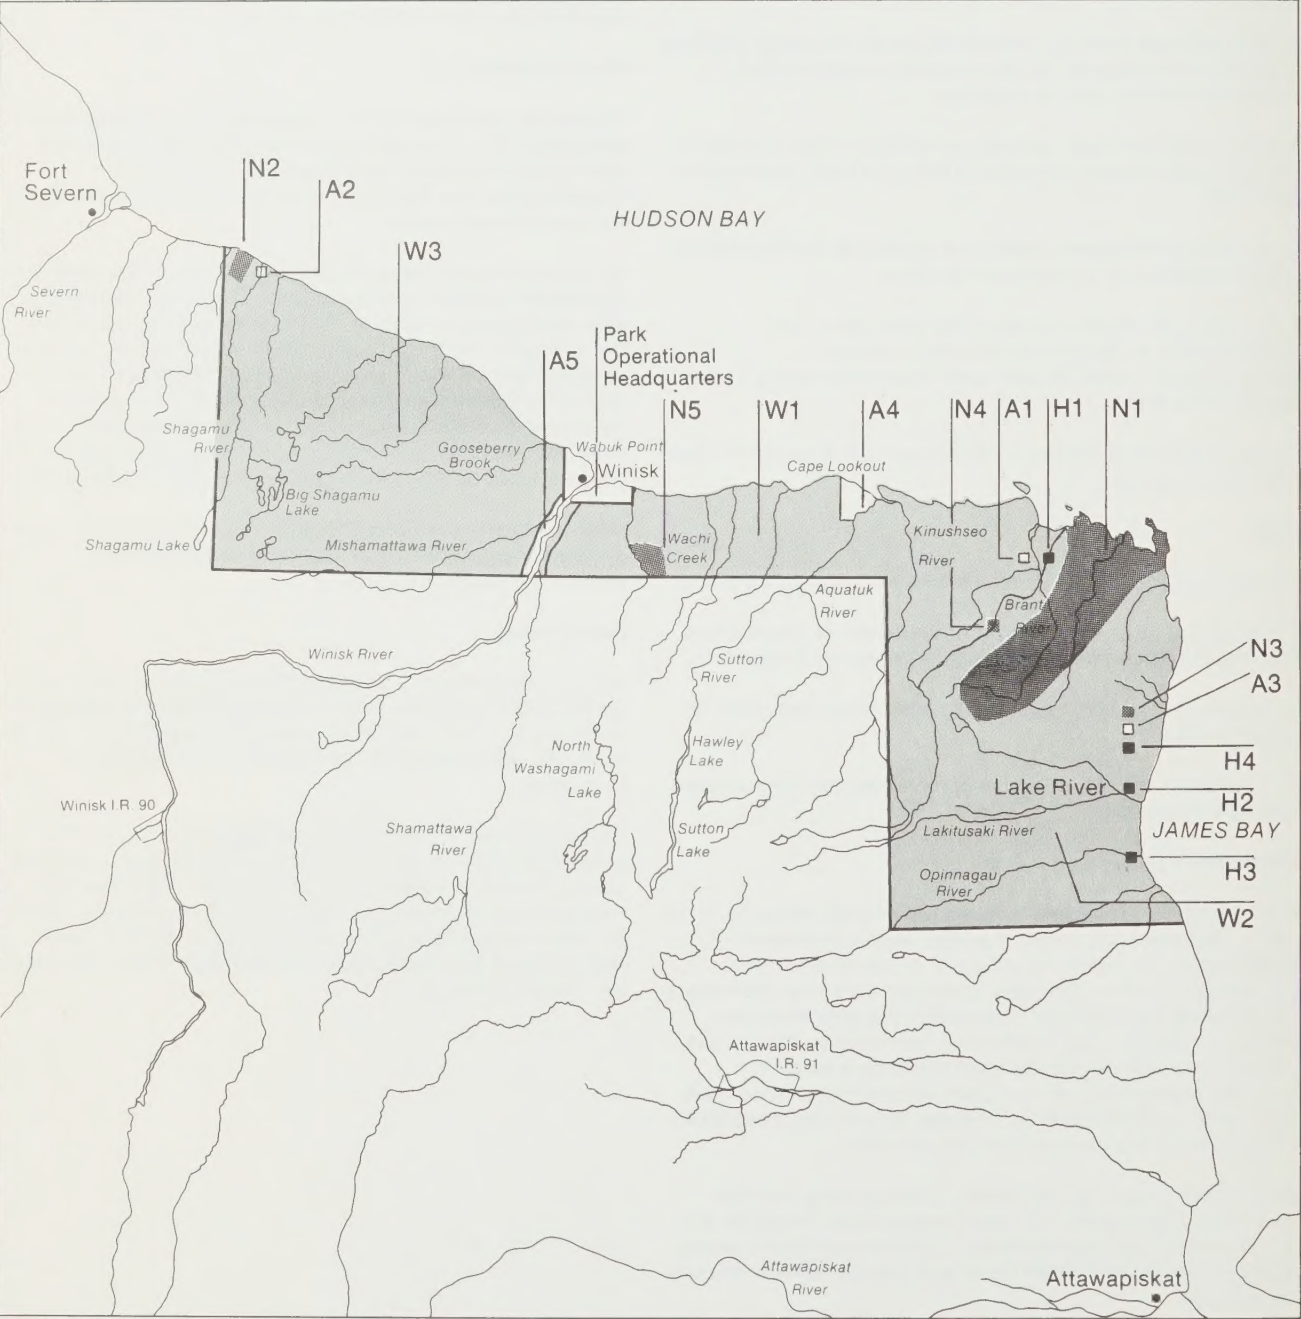 Fort
Severn
N2
A2
HUDSON BAY
W3
Severn
River
Park
Operational
Headquarters
A5
N5
W1
A4
N4
A1
H1
N1
Shagamu
River
Gooseberry
Brook
Wabuk Point
Winisk
Cape Lookout
Big Shagamu
Lake
Shagamu Lake
Mishamattawa River
Wachi
Creek
Kinushseo
River
Aquatuk
River
Brant
River
Winisk River
Sutton
River
N3
A3
North
Washagami
Lake
Hawley
Lake
H4
Lake River
H2
Winisk I.R. 90
Shamattawa
River
Sutton
Lake
Lakitusaki River
JAMES BAY
Opinnagau
River
H3
W2
Attawapiskat
I.R. 91
Attawapiskat
River
Attawapiskat